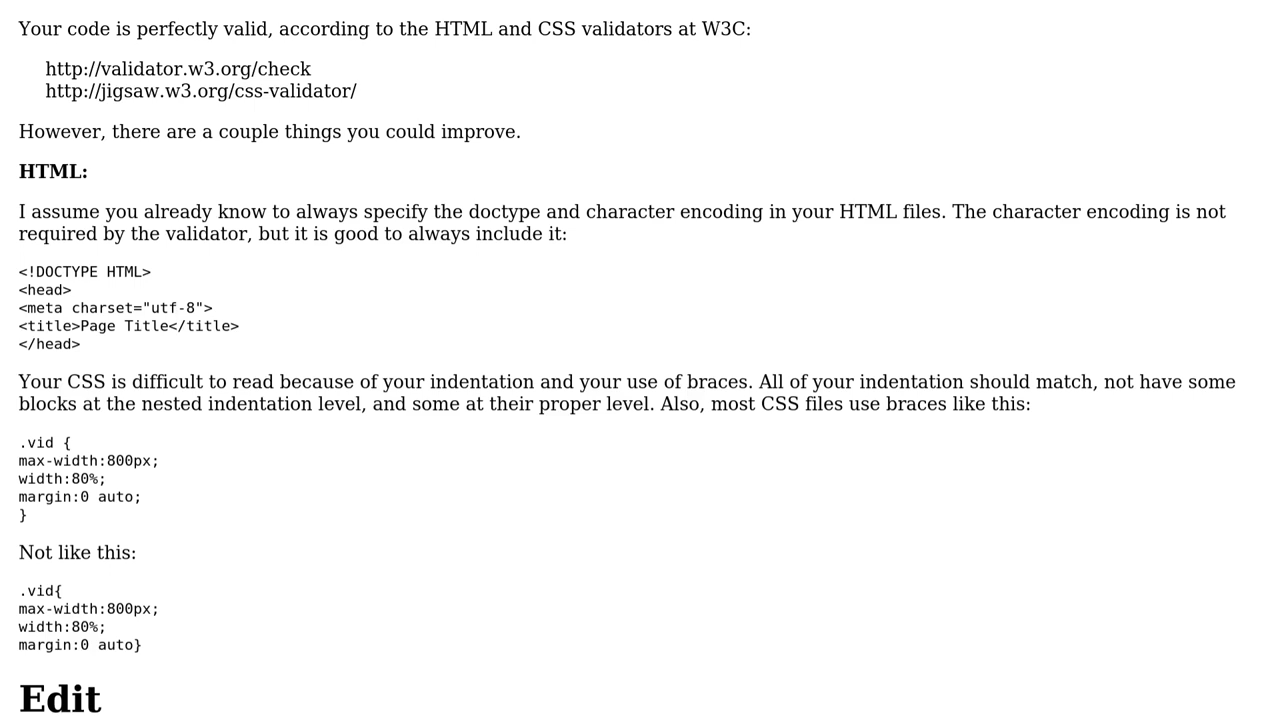 Your code is perfectly valid, according to the HTML and CSS validators at W3C:
http://validator.w3.org/check
http://jigsaw.w3.org/css-validator/
However, there are a couple things you could improve.
HTML:
I assume you already know to always specify the doctype and character encoding in your HTML files. The character encoding is not
required by the validator, but it is good to always include it:
<!DOCTYPE HTML>
<head>
<meta charset="utf-8">
<title>Page Title</title>
</head>
Your CSS is difficult to read because of your indentation and your use of braces. All of your indentation should match, not have some
blocks at the nested indentation level, and some at their proper level. Also, most CSS files use braces like this:
.vid {
max-width:800px;
width:80%;
margin:0 auto;
}
Not like this:
.vid{
max-width:800px;
width:80%;
margin:0 auto}
Edit